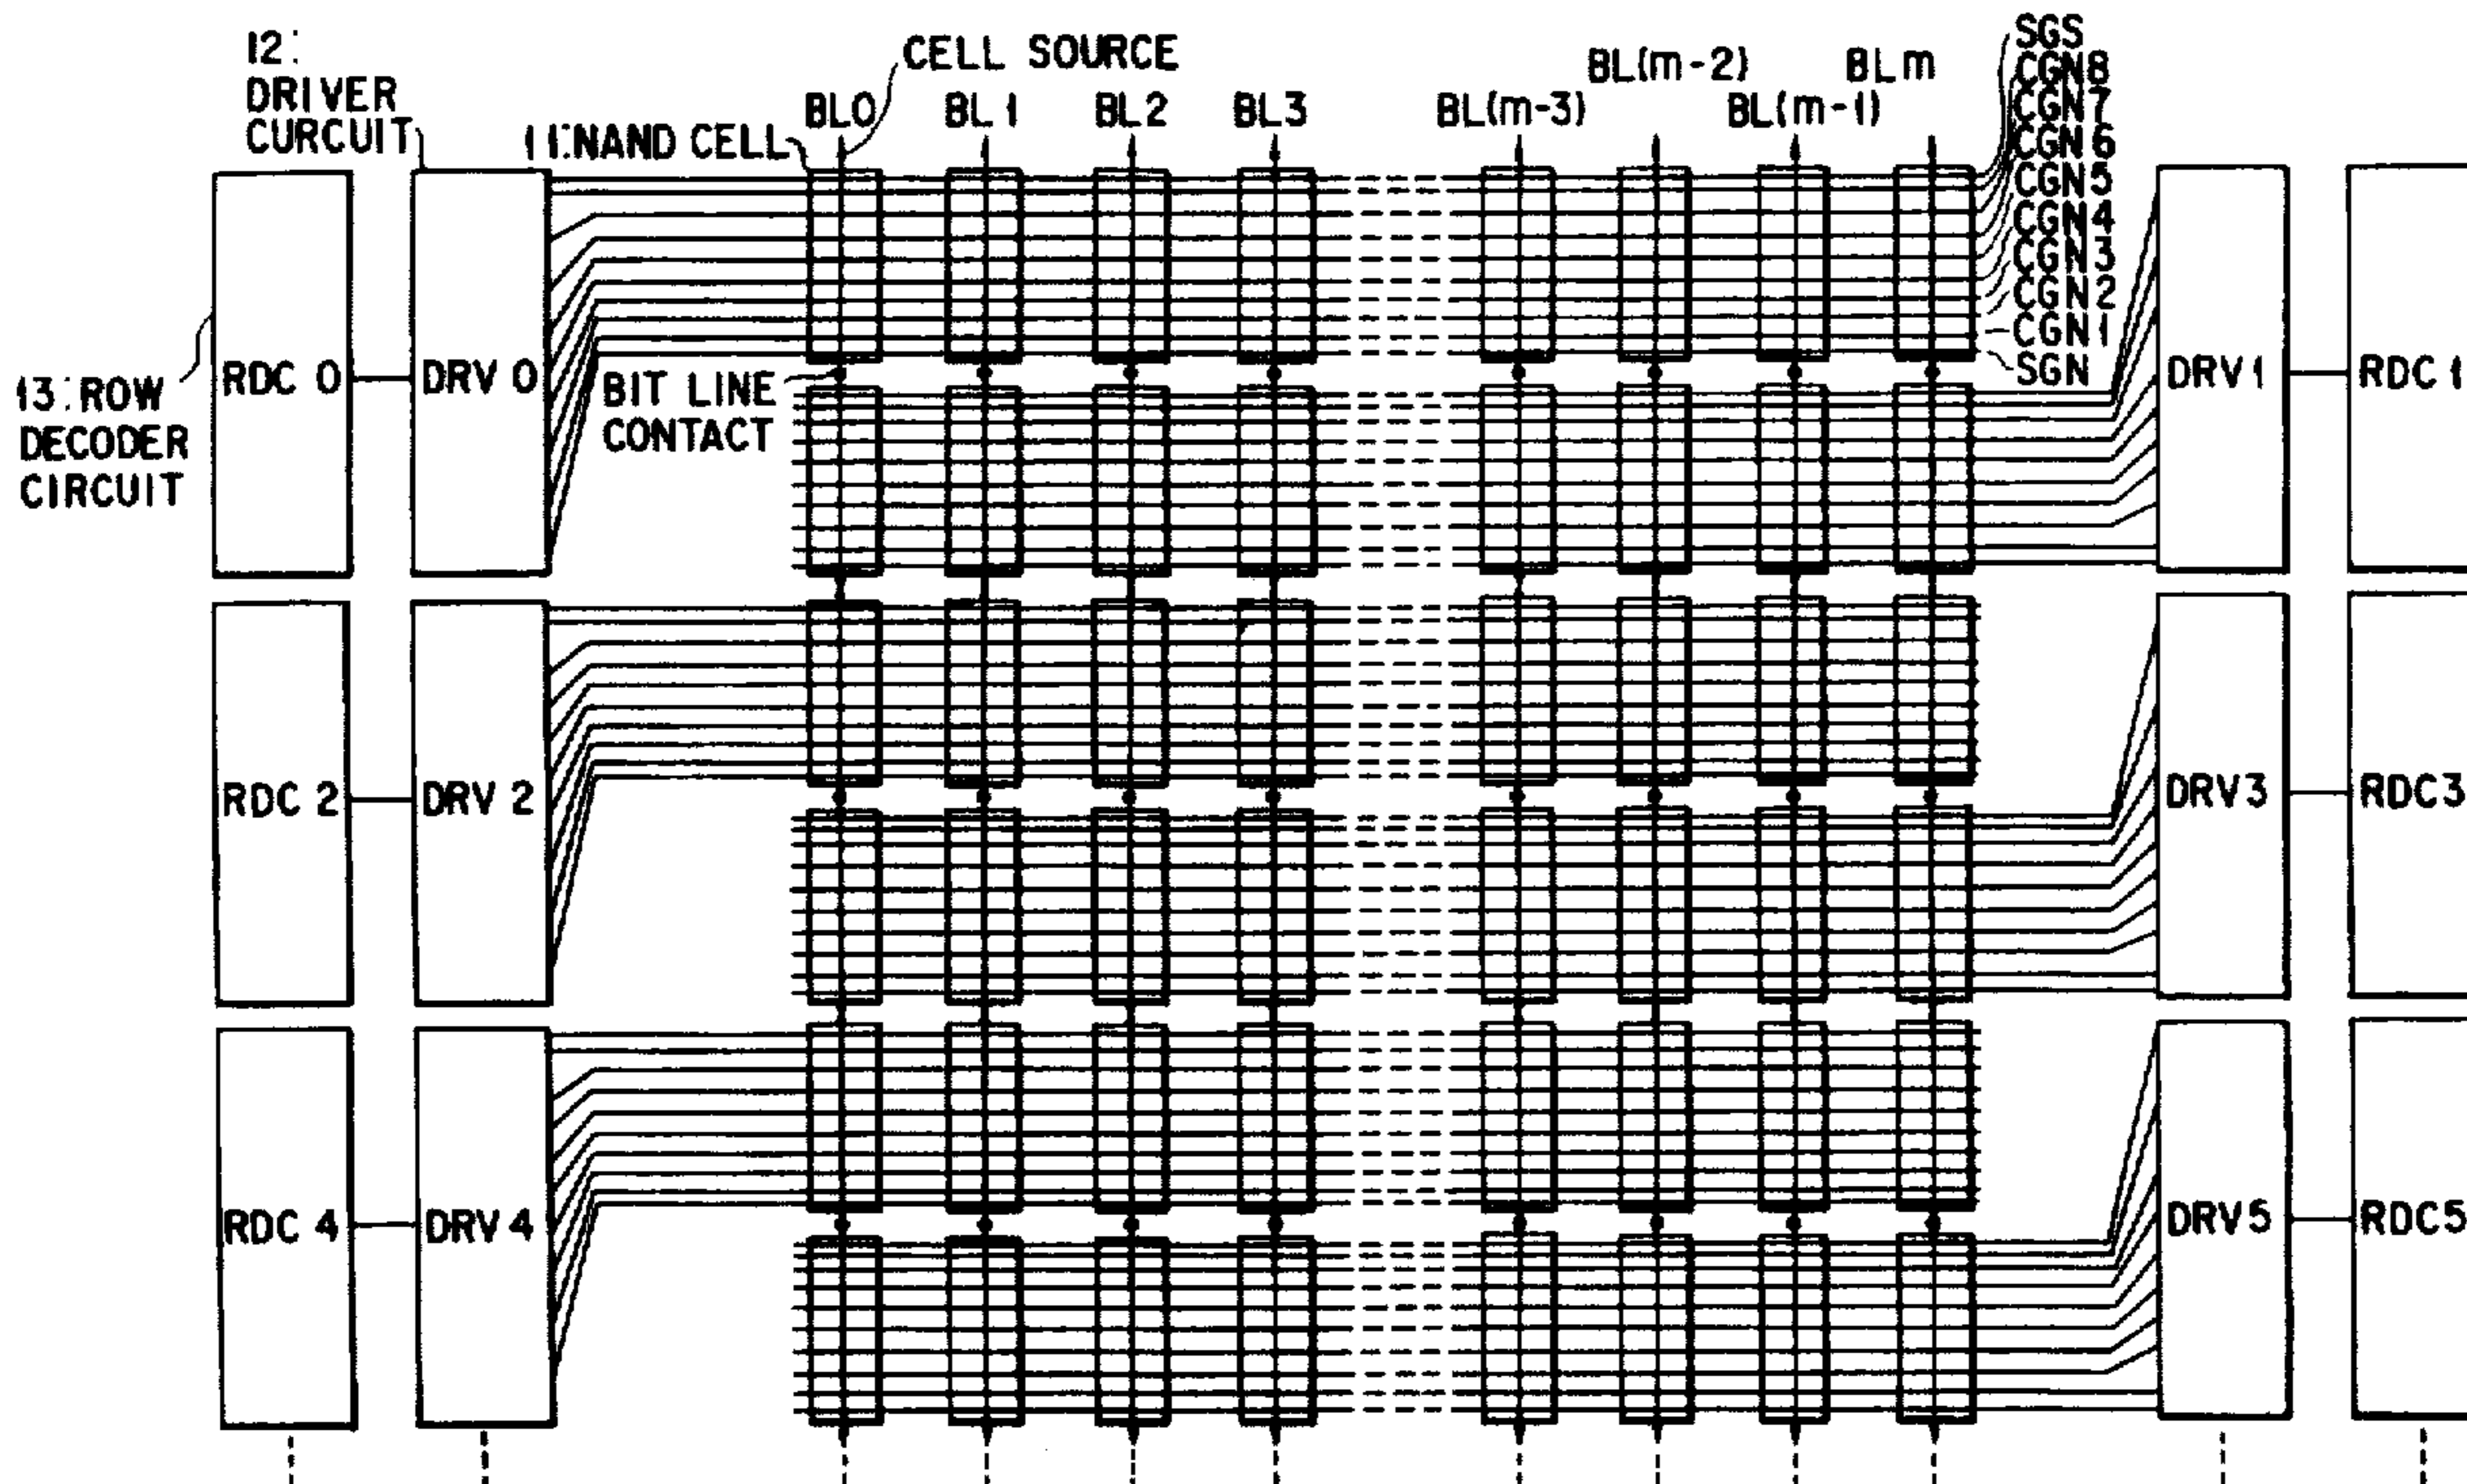 12:
DRIVER
CURCUIT
CELL SOURCE
11:NAND CELL
BL0
BL1
BL2
BL3
BL(m-3)
BL(m-2)
BL(m-1)
BLm
SGS
CGN8
CGN7
CGN6
CGN5
CGN4
CGN3
CGN2
CGN1
SGN
13:ROW
DECODER
CIRCUIT
BIT LINE
CONTACT
RDC 0
DRV 0
DRV1
RDC1
RDC 2
DRV 2
DRV3
RDC3
RDC 4
DRV 4
DRV5
RDC5